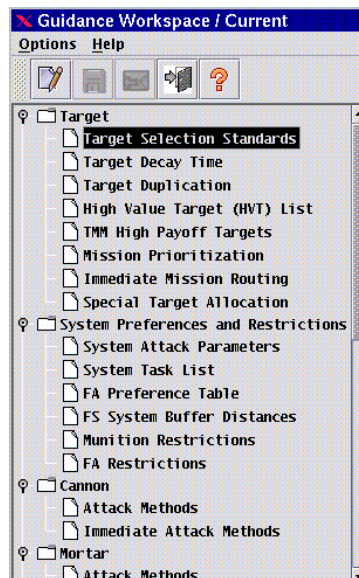 Guidance Workspace / Current
Options Help
Target
Target Selection Standards
Target Decay Time
Target Duplication
High Value Target (HVT) List
TMM High Payoff Targets
Mission Prioritization
Immediate Mission Routing
Special Target Allocation
System Preferences and Restrictions
System Attack Parameters
System Task List
FA Preference Table
FS System Buffer Distances
Munition Restrictions
FA Restrictions
Cannon
Attack Methods
Immediate Attack Methods
Mortar
Attack Methods